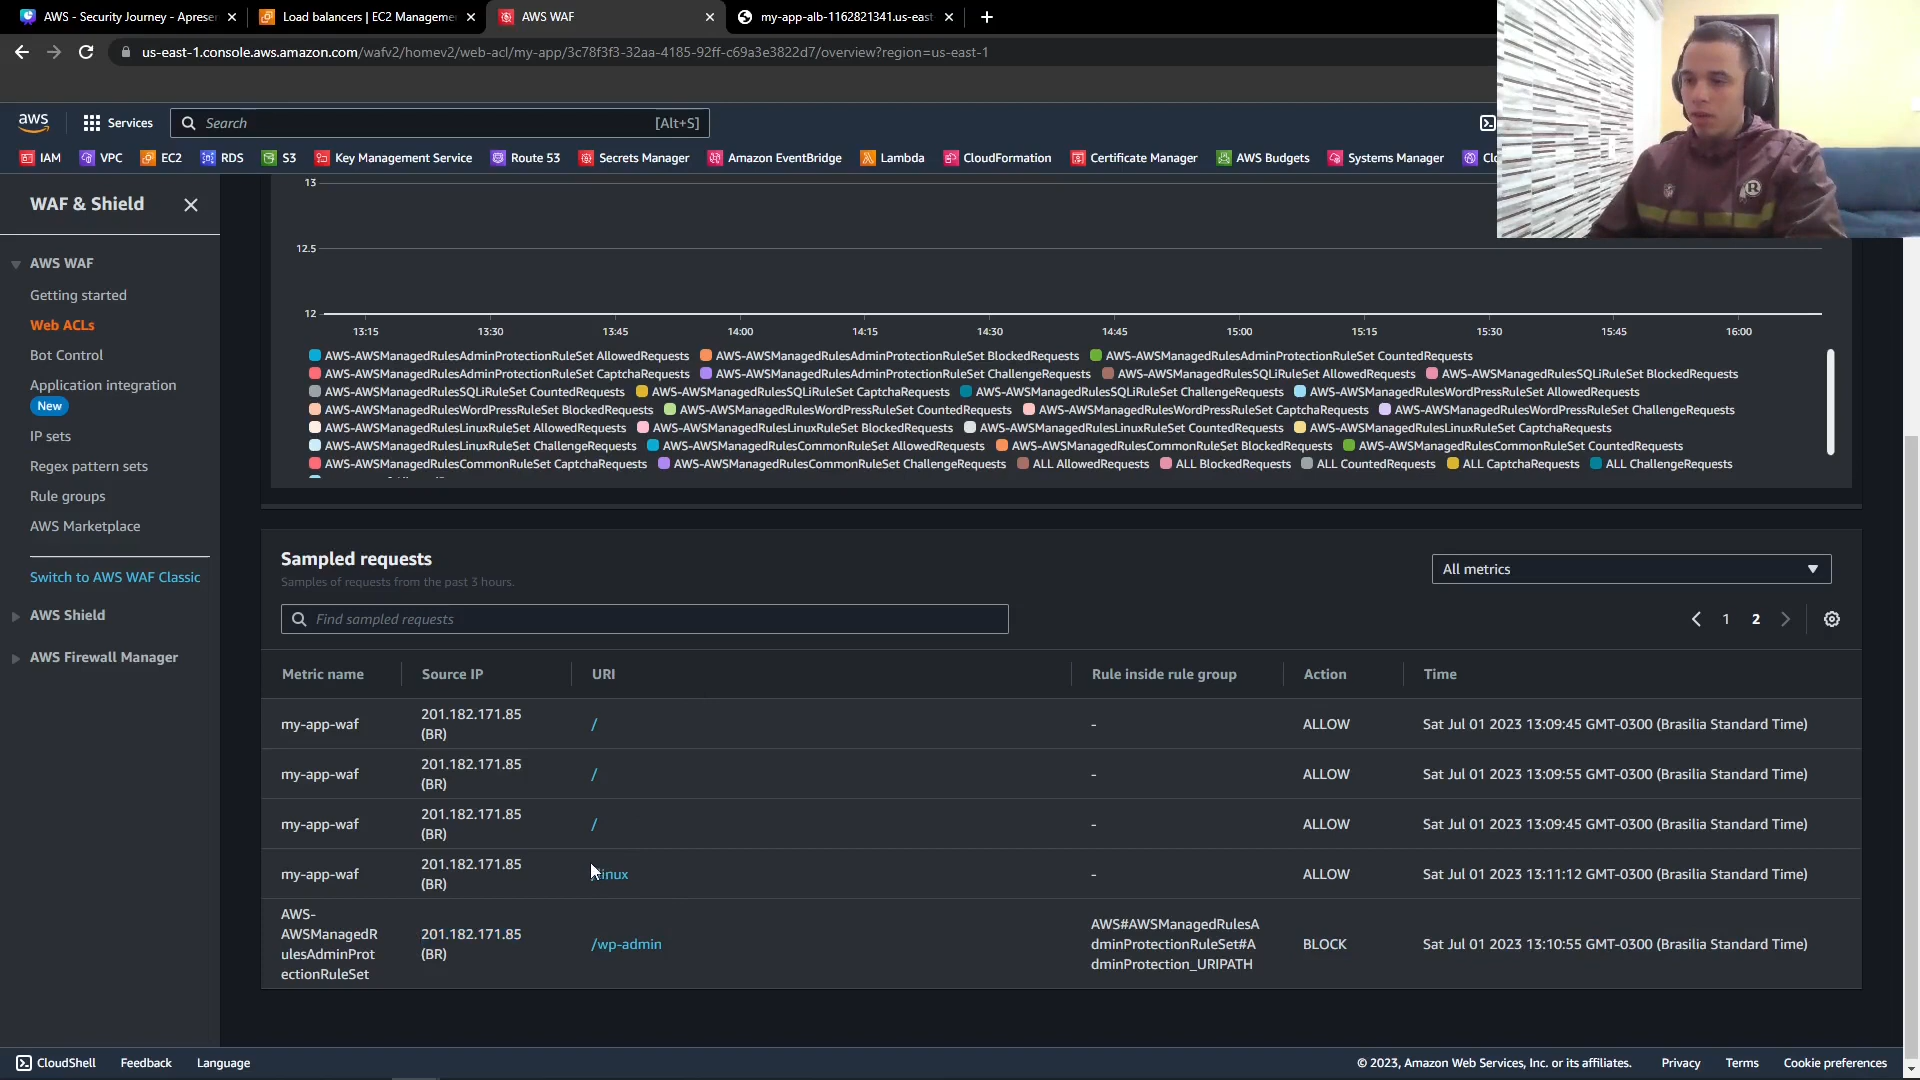 AWS - Security Journey - Apresen
Load balancers | EC2 Manageme
AWS WAF
my-app-alb-1162821341.us-east
us-east-1.console.aws.amazon.com/wafv2/homev2/web-acl/my-app/3c78f3f3-32aa-4185-92ff-c69a3e3822d7/overview?region=us-east-1
aws
Services
Search
[Alt+S]
IAM
VPC
EC2
RDS
S3
Key Management Service
Route 53
Secrets Manager
Amazon EventBridge
Lambda
CloudFormation
Certificate Manager
AWS Budgets
Systems Manager
Clo
WAF & Shield
AWS WAF
Getting started
Web ACLs
Bot Control
Application integration
New
IP sets
Regex pattern sets
Rule groups
AWS Marketplace
Switch to AWS WAF Classic
AWS Shield
AWS Firewall Manager
13
12.5
12
13:15 13:30 13:45 14:00 14:15 14:30 14:45 15:00 15:15 15:30 15:45 16:00
AWS-AWSManagedRulesAdminProtectionRuleSet AllowedRequests AWS-AWSManagedRulesAdminProtectionRuleSet BlockedRequests AWS-AWSManagedRulesAdminProtectionRuleSet CountedRequests
AWS-AWSManagedRulesAdminProtectionRuleSet CaptchaRequests AWS-AWSManagedRulesAdminProtectionRuleSet ChallengeRequests AWS-AWSManagedRulesSQLiRuleSet AllowedRequests AWS-AWSManagedRulesSQLiRuleSet BlockedRequests
AWS-AWSManagedRulesSQLiRuleSet CountedRequests AWS-AWSManagedRulesSQLiRuleSet CaptchaRequests AWS-AWSManagedRulesSQLiRuleSet ChallengeRequests AWS-AWSManagedRulesWordPressRuleSet AllowedRequests
AWS-AWSManagedRulesWordPressRuleSet BlockedRequests AWS-AWSManagedRulesWordPressRuleSet CountedRequests AWS-AWSManagedRulesWordPressRuleSet CaptchaRequests AWS-AWSManagedRulesWordPressRuleSet ChallengeRequests
AWS-AWSManagedRulesLinuxRuleSet AllowedRequests AWS-AWSManagedRulesLinuxRuleSet BlockedRequests AWS-AWSManagedRulesLinuxRuleSet CountedRequests AWS-AWSManagedRulesLinuxRuleSet CaptchaRequests
AWS-AWSManagedRulesLinuxRuleSet ChallengeRequests AWS-AWSManagedRulesCommonRuleSet AllowedRequests AWS-AWSManagedRulesCommonRuleSet BlockedRequests AWS-AWSManagedRulesCommonRuleSet CountedRequests
AWS-AWSManagedRulesCommonRuleSet CaptchaRequests AWS-AWSManagedRulesCommonRuleSet ChallengeRequests ALL AllowedRequests ALL BlockedRequests ALL CountedRequests ALL CaptchaRequests ALL ChallengeRequests
Sampled requests
Samples of requests from the past 3 hours.
All metrics
Find sampled requests
1 2
Metric name Source IP URI Rule inside rule group Action Time
my-app-waf 201.182.171.85 / - ALLOW Sat Jul 01 2023 13:09:45 GMT-0300 (Brasilia Standard Time)
(BR)
my-app-waf 201.182.171.85 / - ALLOW Sat Jul 01 2023 13:09:55 GMT-0300 (Brasilia Standard Time)
(BR)
my-app-waf 201.182.171.85 / - ALLOW Sat Jul 01 2023 13:09:45 GMT-0300 (Brasilia Standard Time)
(BR)
my-app-waf 201.182.171.85 inux - ALLOW Sat Jul 01 2023 13:11:12 GMT-0300 (Brasilia Standard Time)
(BR)
AWS-
AWSManagedR
ulesAdminProt
ectionRuleSet
201.182.171.85
(BR)
/wp-admin
AWS#AWSManagedRulesA
dminProtectionRuleSet#A
dminProtection_URIPATH
BLOCK
Sat Jul 01 2023 13:10:55 GMT-0300 (Brasilia Standard Time)
CloudShell
Feedback
Language
© 2023, Amazon Web Services, Inc. or its affiliates.
Privacy
Terms
Cookie preferences